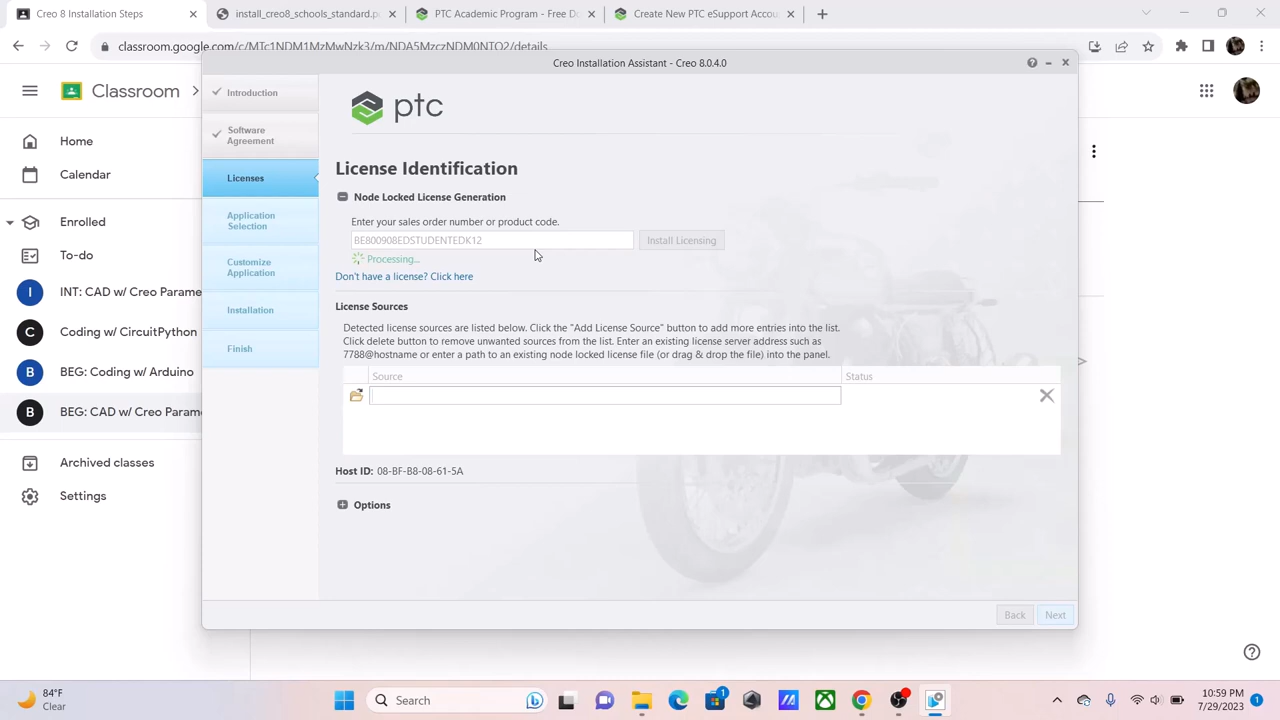 Creo 8 Installation Steps
install_creo8_schools_standard.p
PTC Academic Program - Free D
Create New PTC eSupport Accou
classroom.google.com/c/MTc1NDM1MzMwNzk3/m/NDA5MzczNDM0NTQ2/details
Creo Installation Assistant - Creo 8.0.4.0
Classroom
Home
Calendar
Enrolled
To-do
I INT: CAD w/ Creo Parame
C Coding w/ CircuitPython
B BEG: Coding w/ Arduino
B BEG: CAD w/ Creo Parame
Archived classes
Settings
Introduction
Software
Agreement
Licenses
Application
Selection
Customize
Application
Installation
Finish
ptc
License Identification
Node Locked License Generation
Enter your sales order number or product code.
BE800908EDSTUDENTEDK12
Install Licensing
Processing...
Don't have a license? Click here
License Sources
Detected license sources are listed below. Click the "Add License Source" button to add more entries into the list.
Click delete button to remove unwanted sources from the list. Enter an existing license server address such as
7788@hostname or enter a path to an existing node locked license file (or drag & drop the file) into the panel.
Source
Status
Host ID: 08-BF-B8-08-61-5A
Options
Back
Next
84°F
Clear
Search
1
10:59 PM
7/29/2023
1